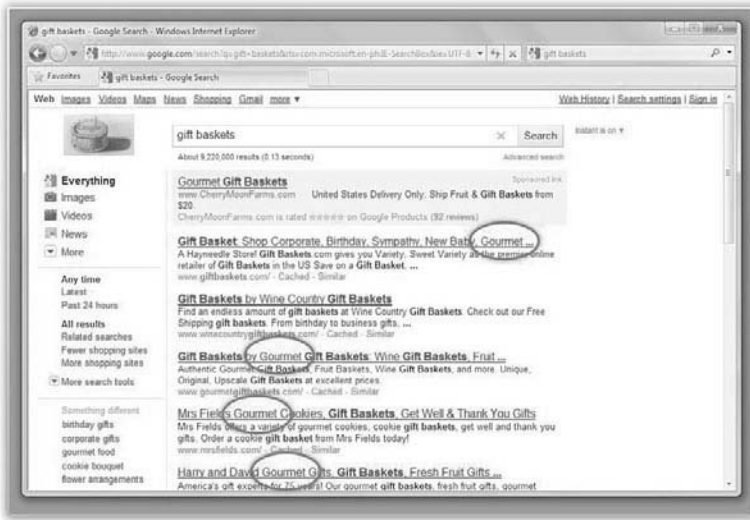 gift baskets - Google Search - Windows Internet Explorer
gift baskets
Favorites gift baskets - Google Search
Web Images Videos Maps News Shopping Gmail more ▼ Web History | Search settings | Sign in
gift baskets Search Instant is on ▼
About 9,220,000 results (0.13 seconds) Advanced search
Everything
Images
Videos
News
More
Any time
Latest
Past 24 hours
All results
Related searches
Fewer shopping sites
More shopping sites
More search tools
Something different
birthday gifts
corporate gifts
gourmet food
cookie bouquet
flower arrangements
Gourmet Gift Baskets Sponsored link
www.CherryMoonFarms.com United States Delivery Only. Ship Fruit & Gift Baskets from
$20.
CherryMoonFarms.com is rated ☆☆☆☆☆ on Google Products (92 reviews)
Gift Basket: Shop Corporate, Birthday, Sympathy, New Baby, Gourmet ...
A Hayneedle Store! Gift Baskets.com gives you Variety. Sweet Variety as the premier online
retailer of Gift Baskets in the US Save on a Gift Basket. ...
www.giftbaskets.com/ - Cached - Similar
Gift Baskets by Wine Country Gift Baskets
Find an endless amount of gift baskets at Wine Country Gift Baskets. Check out our Free
Shipping gift baskets. From birthday to business gifts, ...
www.winecountrygiftbaskets.com/ - Cached - Similar
Gift Baskets by Gourmet Gift Baskets: Wine Gift Baskets, Fruit ...
Authentic Gourmet Gift Baskets, Fruit Baskets, Wine Gift Baskets, and more. Unique,
Original, Upscale Gift Baskets at excellent prices.
www.gourmetgiftbaskets.com/ - Cached - Similar
Mrs Fields Gourmet Cookies, Gift Baskets, Get Well & Thank You Gifts
Mrs Fields offers a variety of gourmet cookies, cookie gift baskets, get well and thank you
gifts. Order a cookie gift basket from Mrs Fields today!
www.mrsfields.com/ - Cached - Similar
Harry and David Gourmet Gifts, Gift Baskets, Fresh Fruit Gifts ...
America's gift experts for 75 years! Our gourmet gift baskets, fresh fruit gifts, gourmet